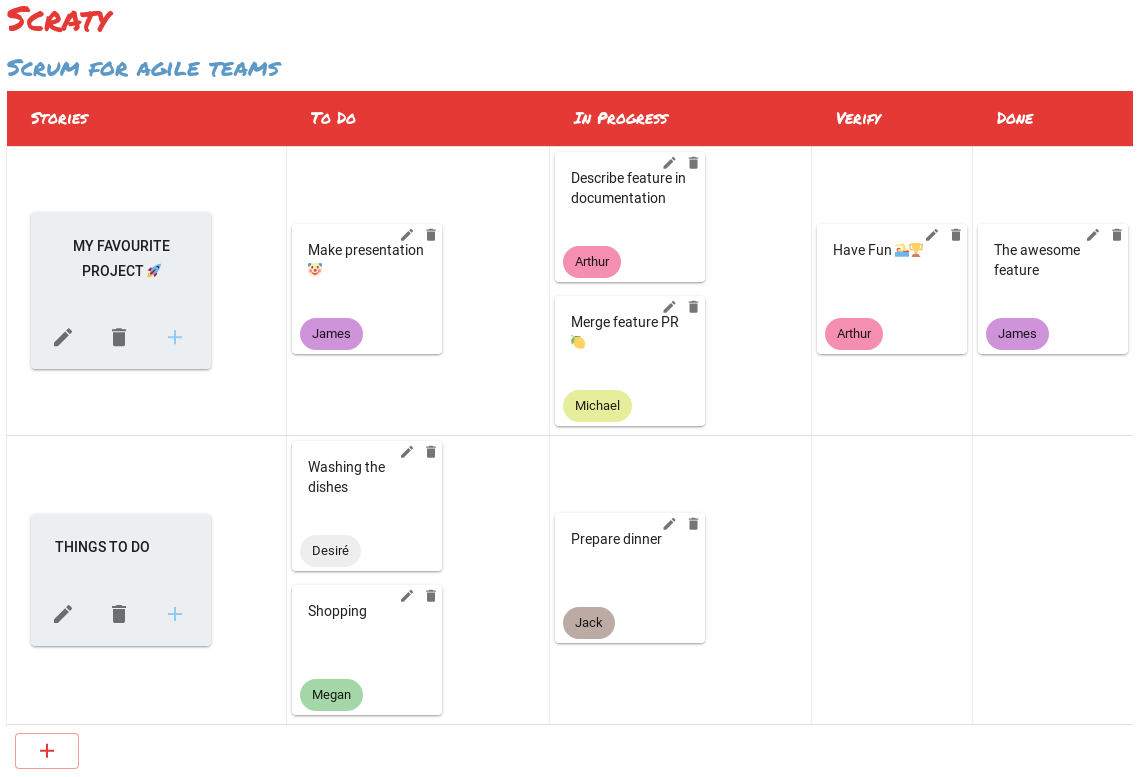 Scraty
Scrum for agile teams
Stories To Do In Progress Verify Done
MY FAVOURITE
PROJECT 🚀
Make presentation
🤡
James
Describe feature in
documentation
Arthur
Merge feature PR
🍋
Michael
Have Fun 🏄🏆
Arthur
The awesome
feature
James
THINGS TO DO
Washing the
dishes
Desiré
Shopping
Megan
Prepare dinner
Jack